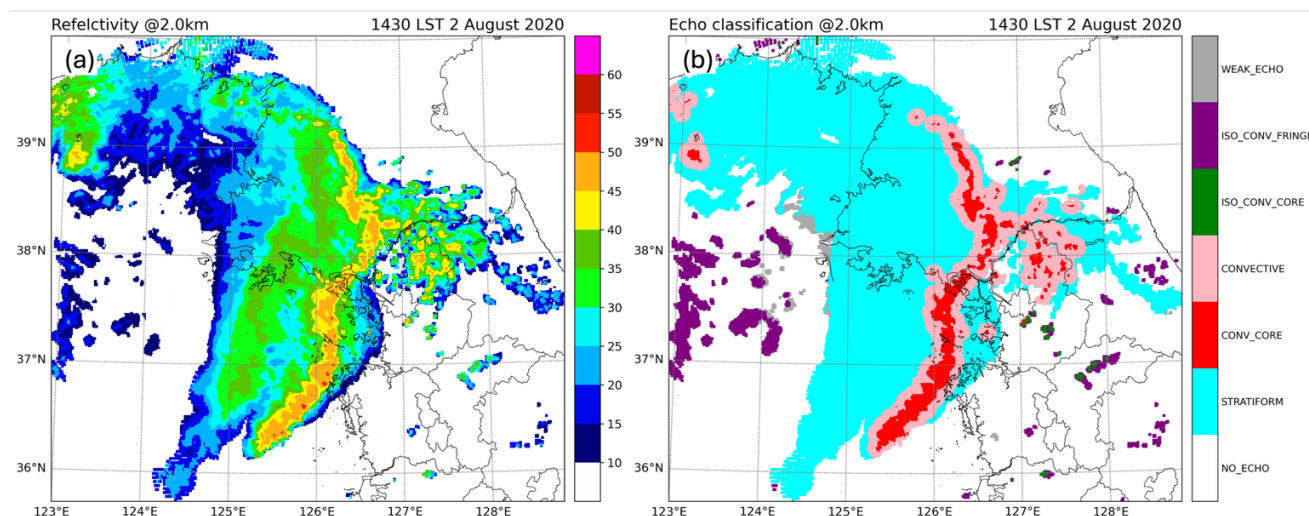 Refelctivity @2.0km 1430 LST 2 August 2020
(a)
39°N
38°N
37°N
36°N
123°E 124°E 125°E 126°E 127°E 128°E
60
55
50
45
40
35
30
25
20
15
10
Echo classification @2.0km 1430 LST 2 August 2020
(b)
39°N
38°N
37°N
36°N
123°E 124°E 125°E 126°E 127°E 128°E
WEAK_ECHO
ISO_CONV_FRINGE
ISO_CONV_CORE
CONVECTIVE
CONV_CORE
STRATIFORM
NO_ECHO